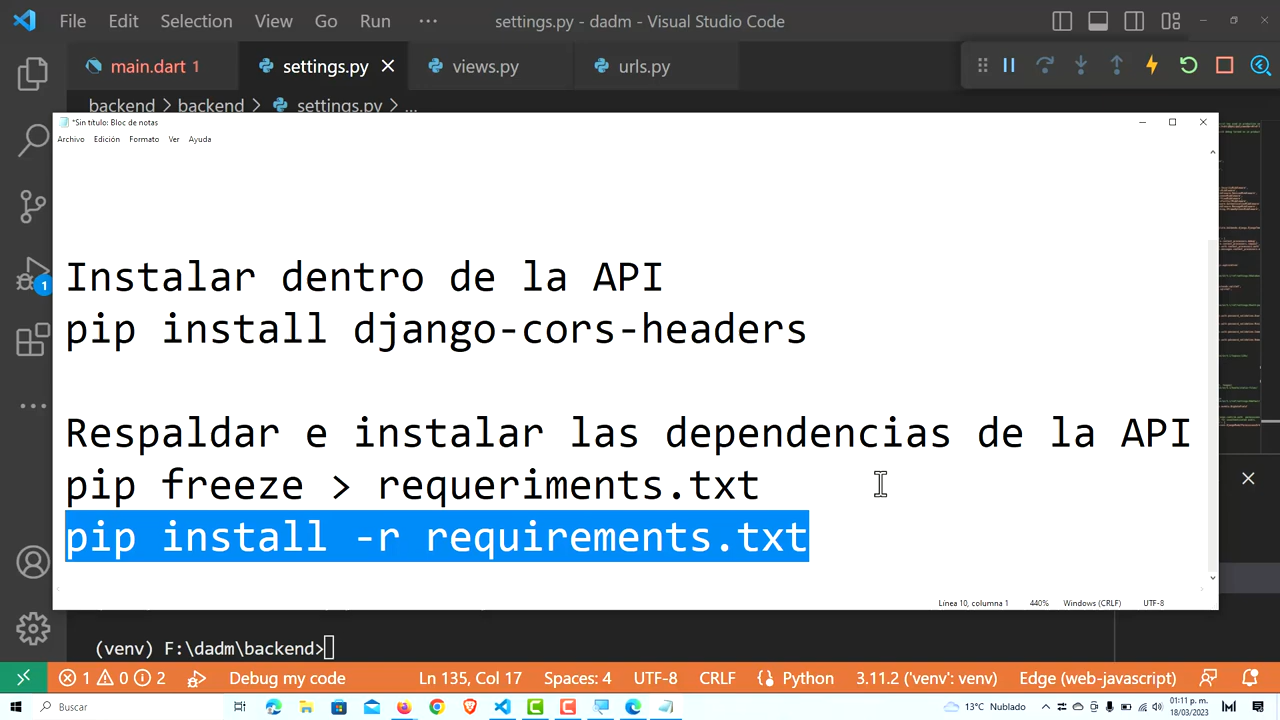 File Edit Selection View Go Run ··· settings.py - dadm - Visual Studio Code
main.dart 1 settings.py views.py urls.py
backend > backend > settings.py > ...
*Sin título: Bloc de notas
Archivo Edición Formato Ver Ayuda
Instalar dentro de la API
pip install django-cors-headers
Respaldar e instalar las dependencias de la API
pip freeze > requeriments.txt
pip install -r requirements.txt
Línea 10, columna 1 440% Windows (CRLF) UTF-8
1
(venv) F:\dadm\backend>
1 0 2 Debug my code Ln 135, Col 17 Spaces: 4 UTF-8 CRLF Python 3.11.2 ('venv': venv) Edge (web-javascript)
Buscar 13°C Nublado 01:11 p. m. 18/03/2023